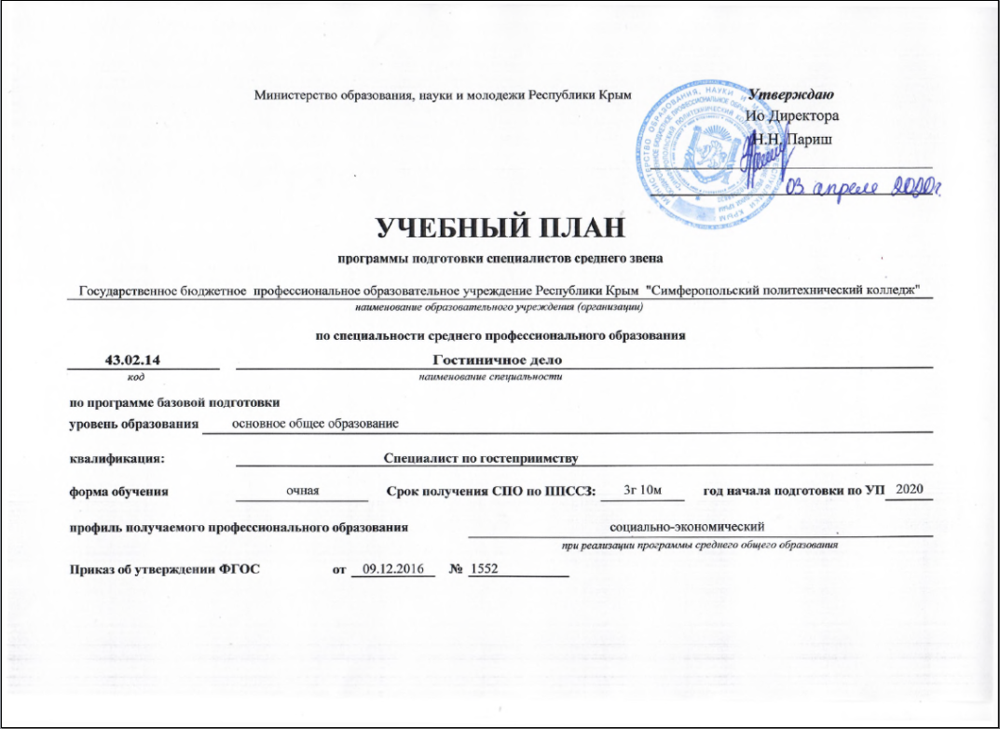 Министерство образования, науки и молодежи Республики Крым
Утверждаю
Ио Директора
Н.Н. Париш
03 апреля 2020г.
УЧЕБНЫЙ ПЛАН
программы подготовки специалистов среднего звена
Государственное бюджетное профессиональное образовательное учреждение Республики Крым "Симферопольский политехнический колледж"
наименование образовательного учреждения (организации)
по специальности среднего профессионального образования
43.02.14 Гостиничное дело
код наименование специальности
по программе базовой подготовки
уровень образования основное общее образование
квалификация: Специалист по гостеприимству
форма обучения очная Срок получения СПО по ППССЗ: 3г 10м год начала подготовки по УП 2020
профиль получаемого профессионального образования социально-экономический
при реализации программы среднего общего образования
Приказ об утверждении ФГОС от 09.12.2016 № 1552